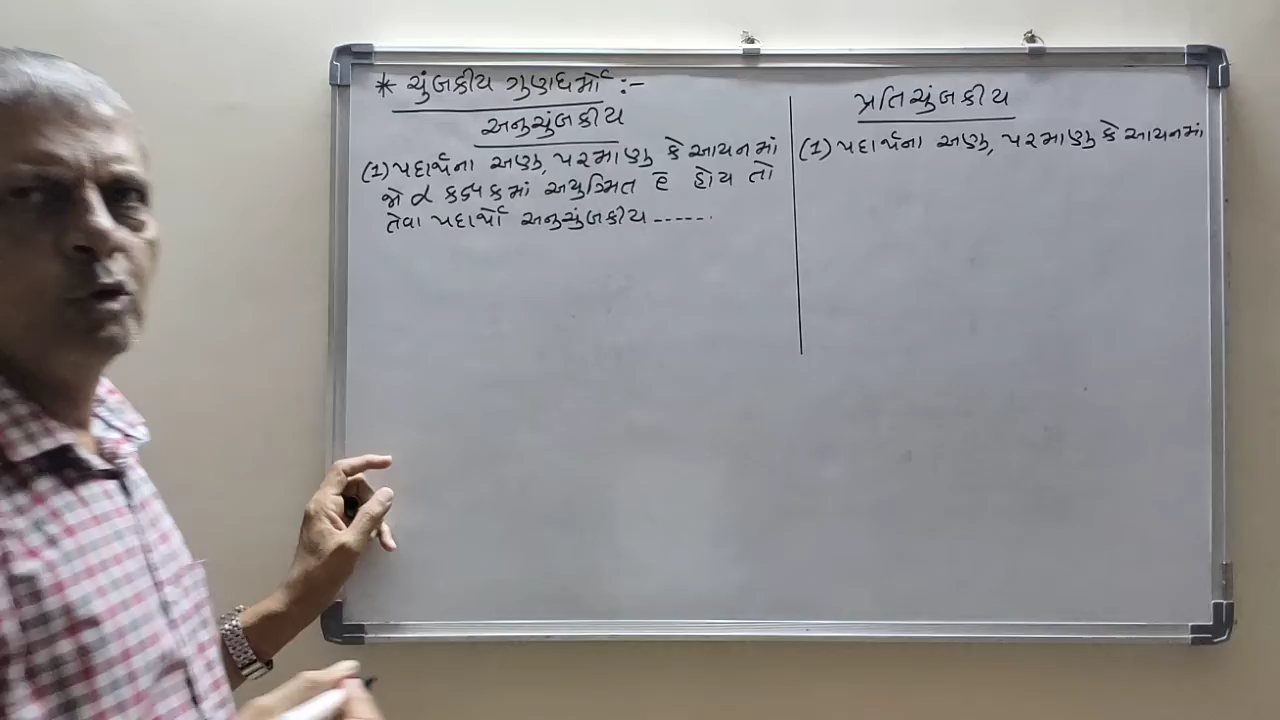 * ચુંબકીય ગુણધર્મો :-
અનુચુંબકીય
(1) પદાર્થના અણુ, પરમાણુ કે આયનમાં
જો d કક્ષકમાં અયુગ્મિત ē હોય તો
તેવા પદાર્થો અનુચુંબકીય -----.
પ્રતિચુંબકીય
(1) પદાર્થના અણુ, પરમાણુ કે આયનમાં